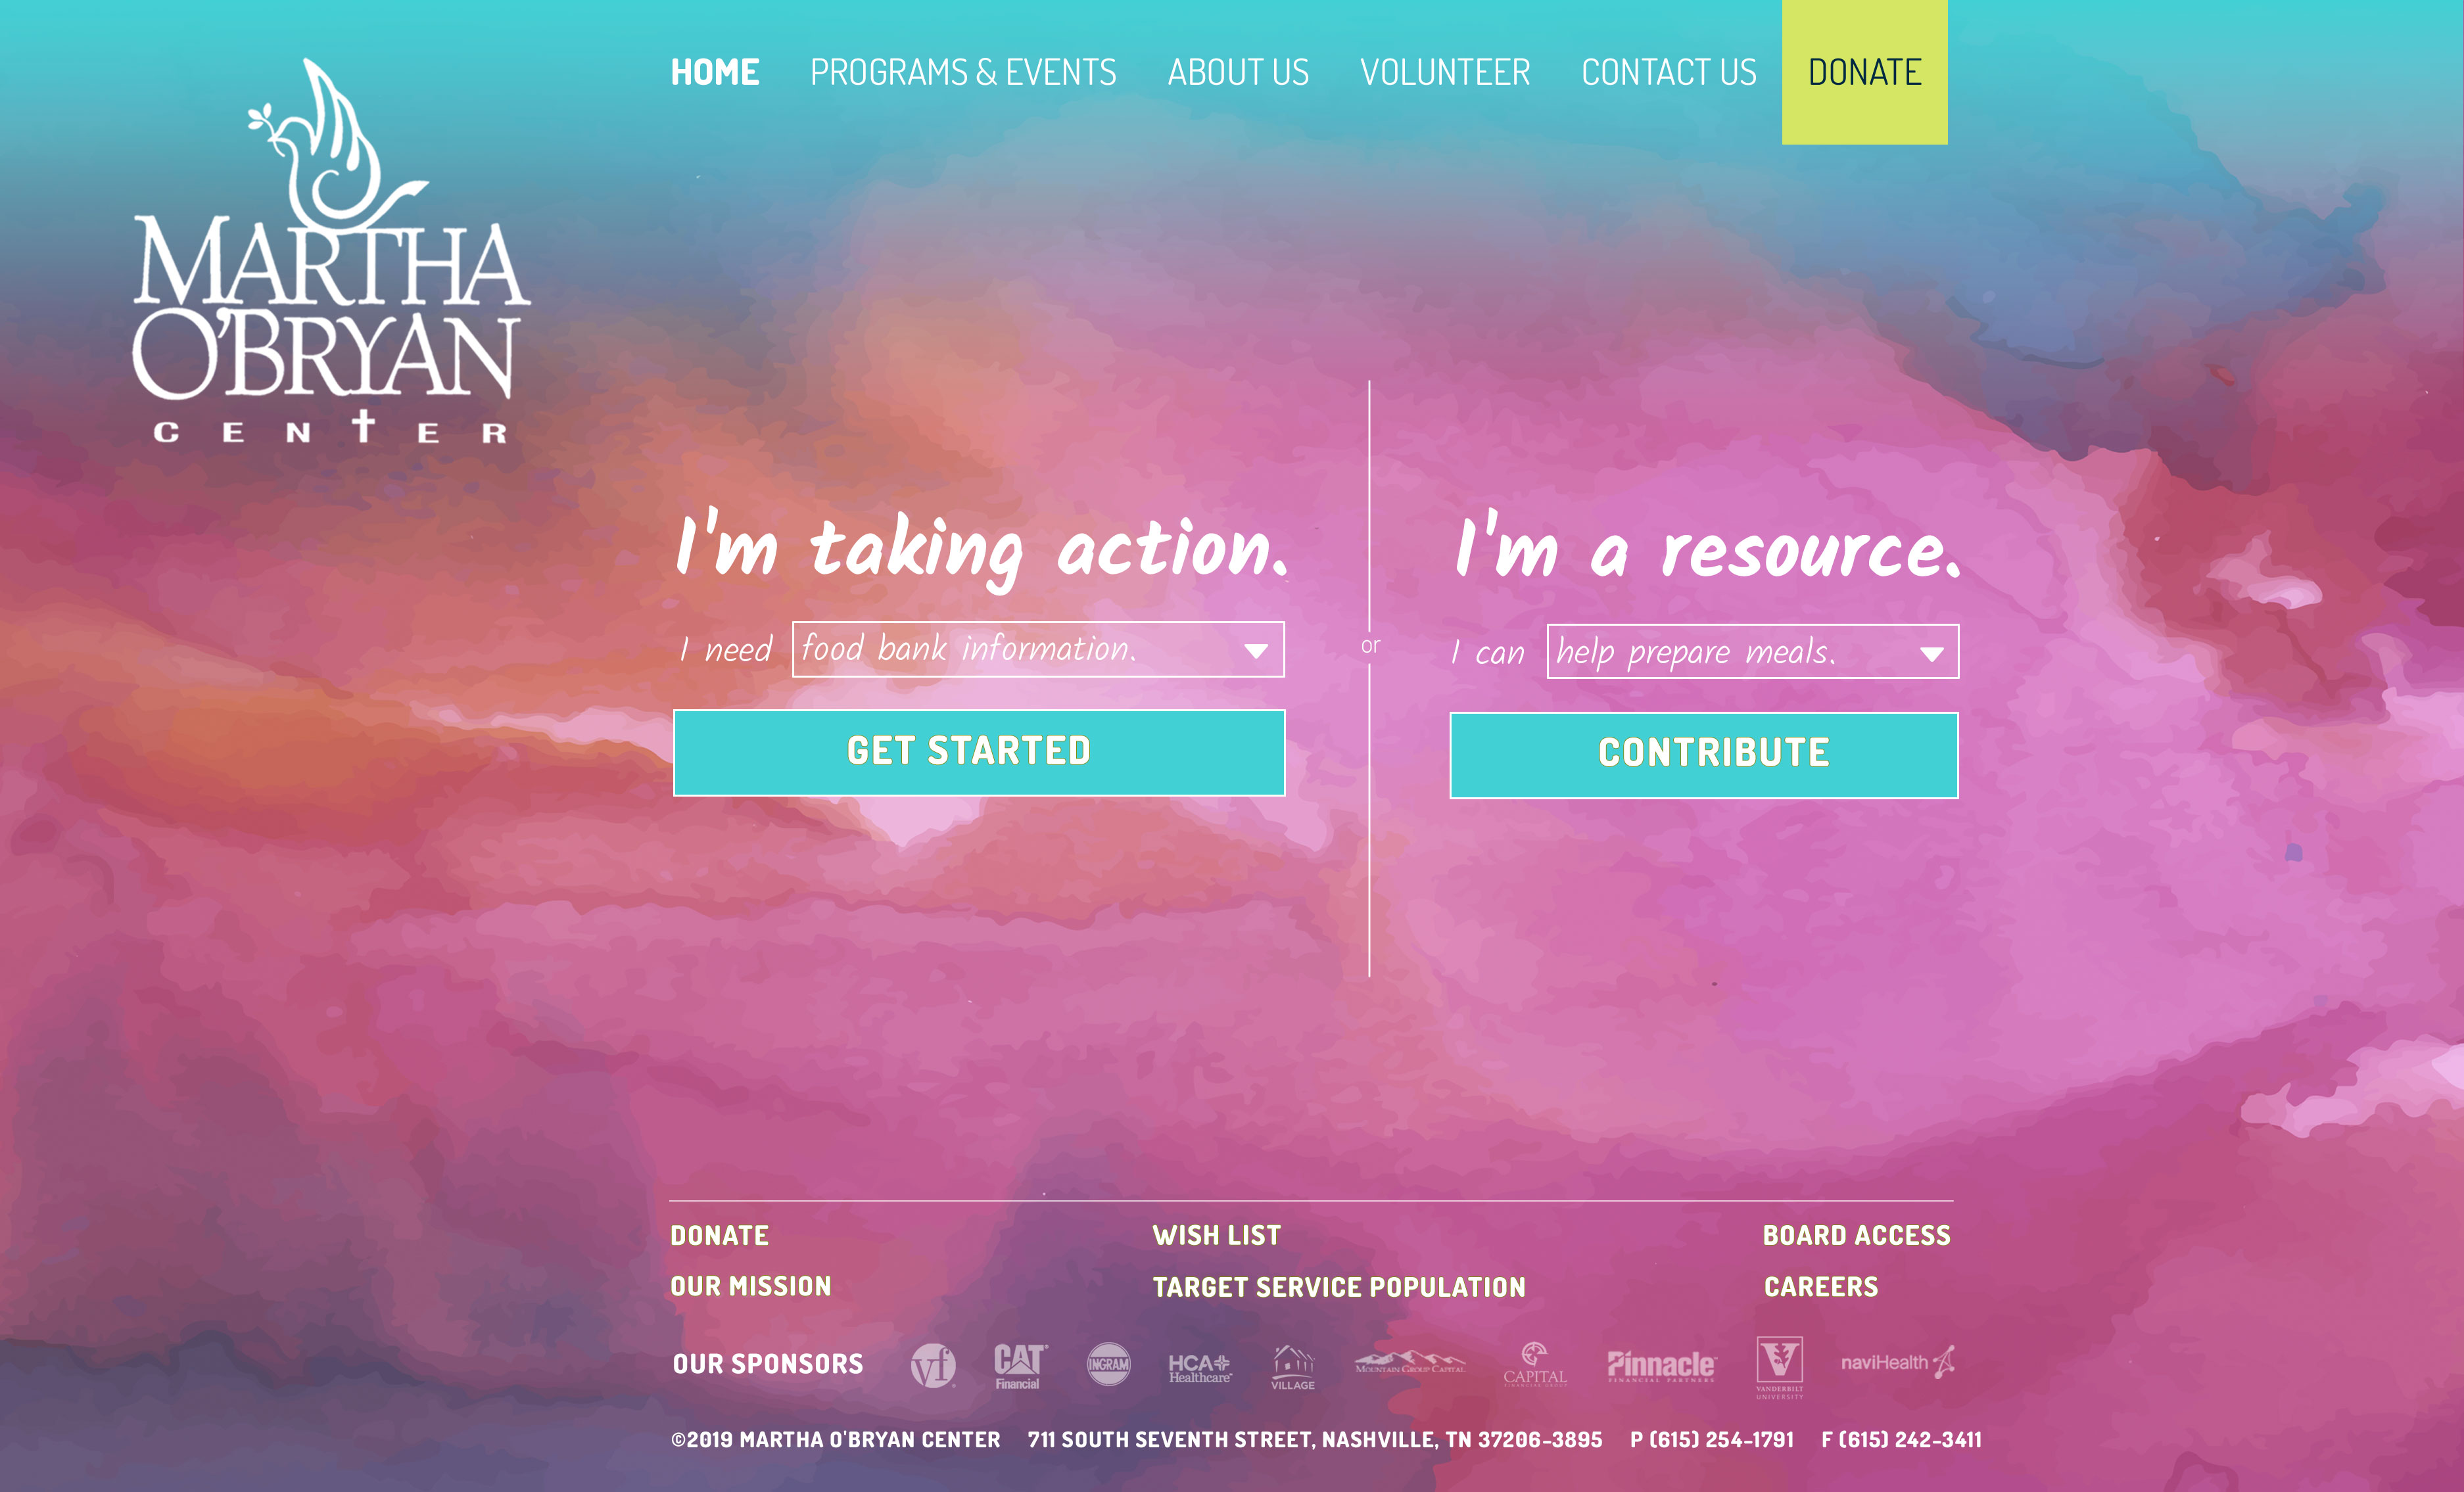 HOME PROGRAMS & EVENTS ABOUT US VOLUNTEER CONTACT US DONATE
MARTHA
O'BRYAN
CENTER
I'm taking action.
I need food bank information.
GET STARTED
or
I'm a resource.
I can help prepare meals.
CONTRIBUTE
DONATE WISH LIST BOARD ACCESS
OUR MISSION TARGET SERVICE POPULATION CAREERS
OUR SPONSORS
vf
CAT
Financial
INGRAM
HCA
Healthcare
VILLAGE
MOUNTAIN GROUP CAPITAL
CAPITAL
FINANCIAL GROUP
Pinnacle
FINANCIAL PARTNERS
V
VANDERBILT
UNIVERSITY
naviHealth
©2019 MARTHA O'BRYAN CENTER 711 SOUTH SEVENTH STREET, NASHVILLE, TN 37206-3895 P (615) 254-1791 F (615) 242-3411